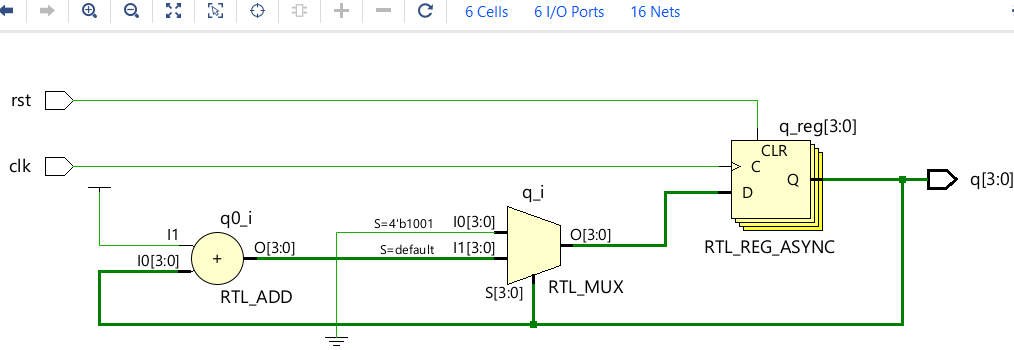 6 Cells 6 I/O Ports 16 Nets
rst
q_reg[3:0]
CLR
clk
C
Q
q[3:0]
D
q_i
q0_i
S=4'b1001
I0[3:0]
I1
O[3:0]
O[3:0]
S=default
I1[3:0]
RTL_REG_ASYNC
I0[3:0]
+
S[3:0]
RTL_MUX
RTL_ADD